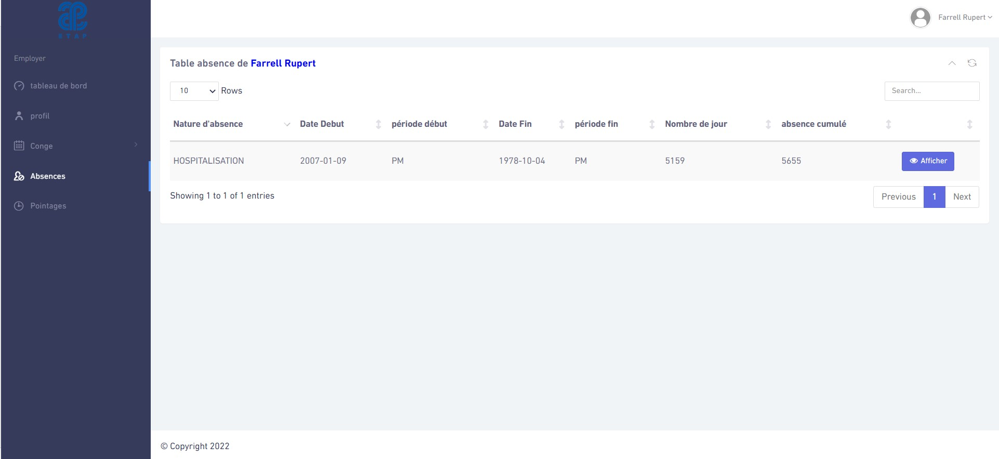 ETAP
Farrell Rupert
Employer
tableau de bord
profil
Conge
Absences
Pointages
Table absence de Farrell Rupert
10 Rows
Search...
Nature d'absence Date Debut période début Date Fin période fin Nombre de jour absence cumulé
HOSPITALISATION 2007-01-09 PM 1978-10-04 PM 5159 5655 Afficher
Showing 1 to 1 of 1 entries
Previous 1 Next
© Copyright 2022